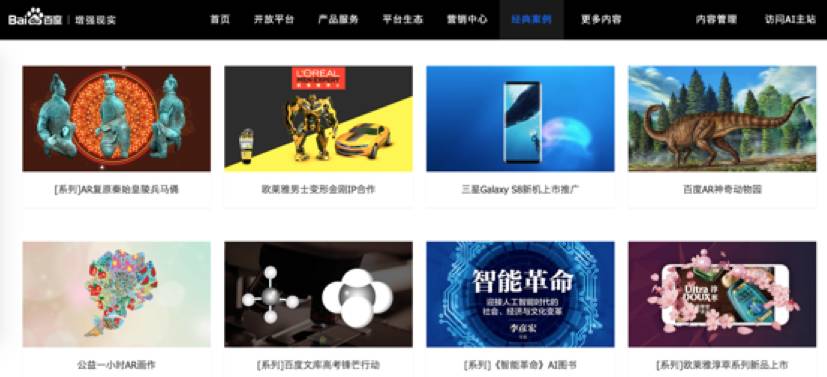 Bai百度 | 增强现实
首页 开放平台 产品服务 平台生态 营销中心 经典案例 更多内容 内容管理 访问AI主站
L'ORÉAL
MEN EXPERT
[系列]AR复原秦始皇陵兵马俑 欧莱雅男士变形金刚IP合作 三星Galaxy S8新机上市推广 百度AR神奇动物园
智能革命
迎接人工智能时代的
社会、经济与文化变革
李彦宏
Ultra
DOUX
公益一小时AR画作 [系列]百度文库高考锋芒行动 [系列]《智能革命》AI图书 [系列]欧莱雅淳萃系列新品上市